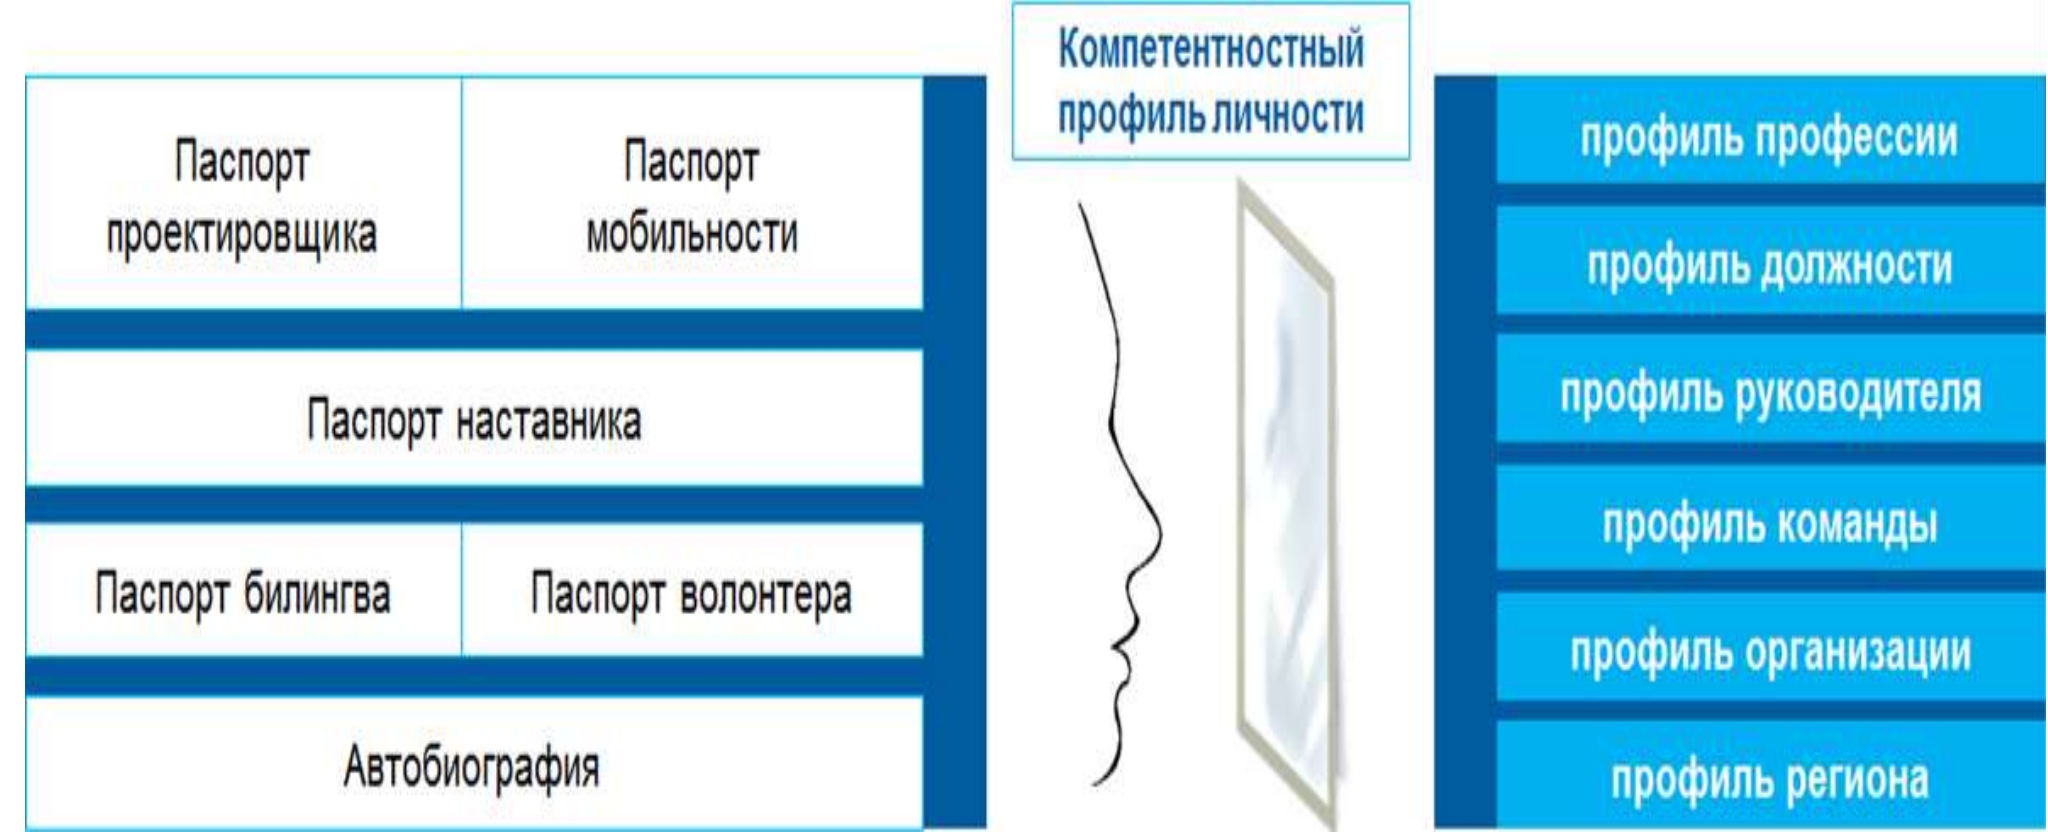 Компетентностный
профиль личности
Паспорт
проектировщика
Паспорт
мобильности
Паспорт наставника
Паспорт билингва
Паспорт волонтера
Автобиография
профиль профессии
профиль должности
профиль руководителя
профиль команды
профиль организации
профиль региона